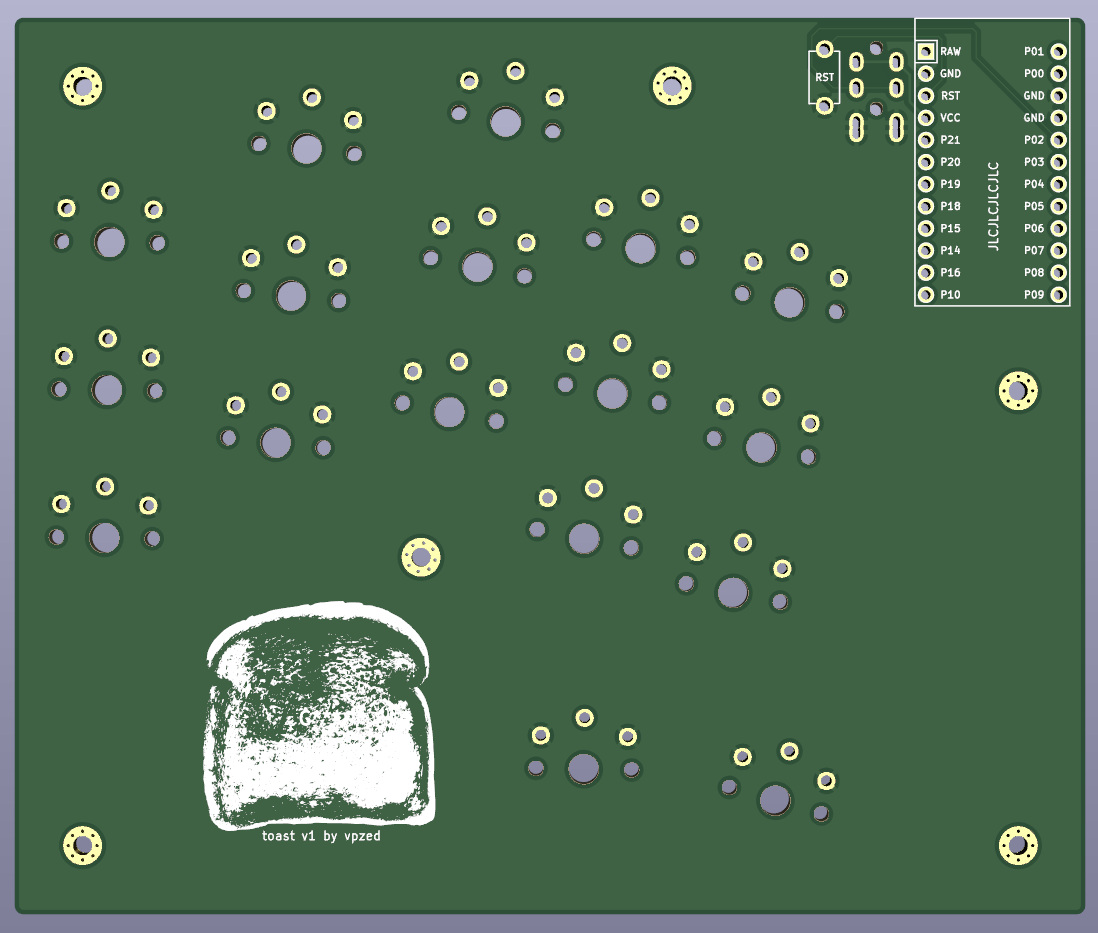 RAW P01
RST
GND P00
RST GND
VCC GND
P21 P02
P20 P03
P19 P04
P18 P05
P15 P06
P14 P07
P16 P08
P10 P09
JLCJLCJLCJLC
toast v1 by vpzed